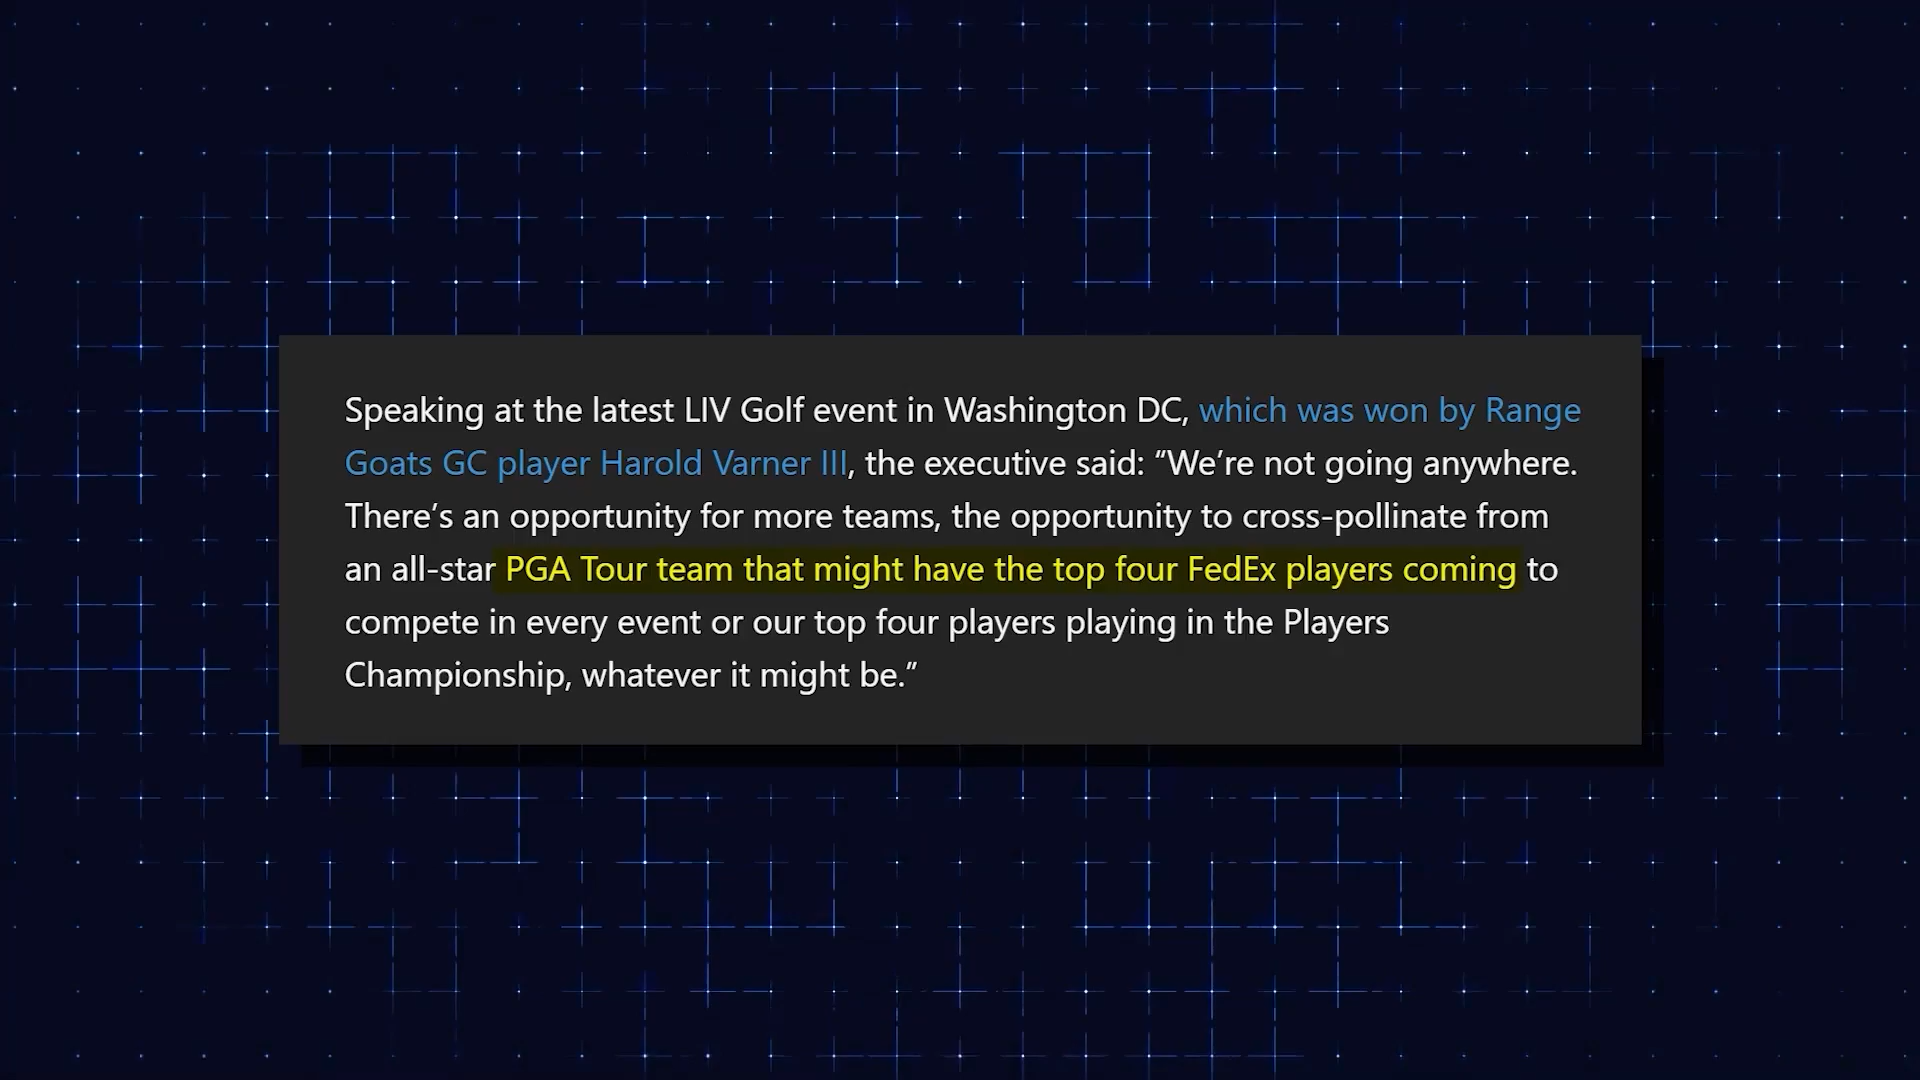 Speaking at the latest LIV Golf event in Washington DC, which was won by Range
Goats GC player Harold Varner III, the executive said: “We’re not going anywhere.
There’s an opportunity for more teams, the opportunity to cross-pollinate from
an all-star PGA Tour team that might have the top four FedEx players coming to
compete in every event or our top four players playing in the Players
Championship, whatever it might be.”